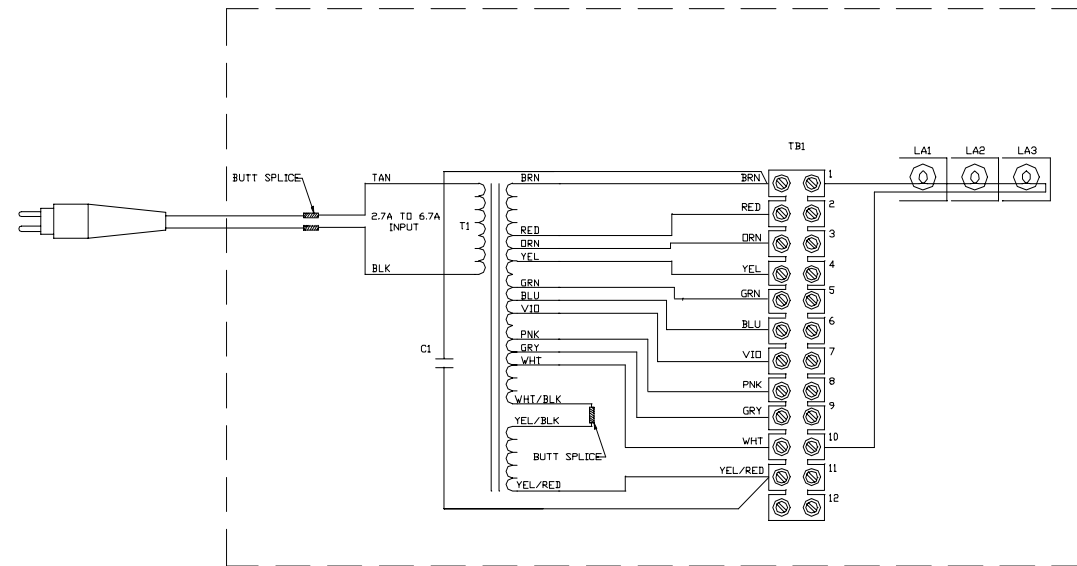 TB1
LA1 LA2 LA3
BUTT SPLICE
TAN
BRN
BRN
1
2.7A TO 6.7A
INPUT
T1
RED
RED
2
ORN
ORN
3
YEL
YEL
4
BLK
GRN
GRN
5
BLU
BLU
6
VIO
VIO
7
C1
PNK
PNK
8
GRY
GRY
9
WHT
WHT
10
WHT/BLK
YEL/BLK
BUTT SPLICE
YEL/RED
YEL/RED
11
12